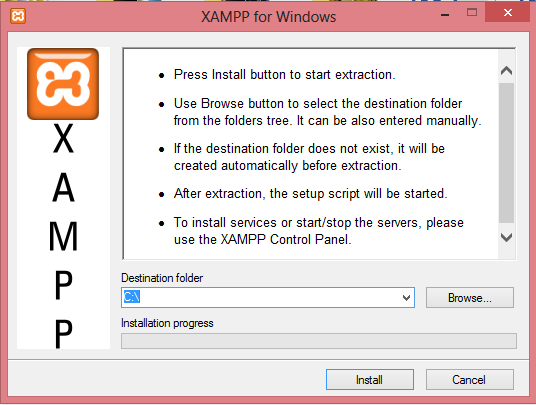 XAMPP for Windows
X
A
M
P
P
• Press Install button to start extraction.
• Use Browse button to select the destination folder
from the folders tree. It can be also entered manually.
• If the destination folder does not exist, it will be
created automatically before extraction.
• After extraction, the setup script will be started.
• To install services or start/stop the servers, please
use the XAMPP Control Panel.
Destination folder
C:\
Browse...
Installation progress
Install
Cancel